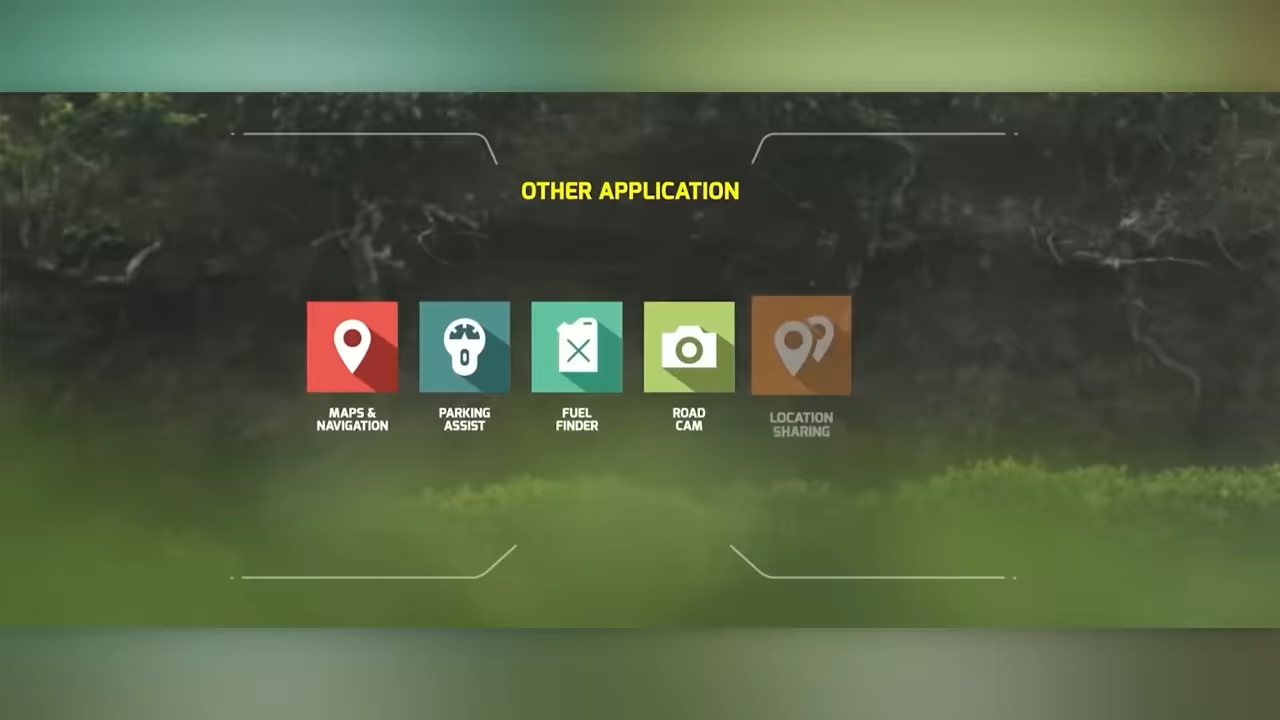 OTHER APPLICATION
MAPS &
NAVIGATION
PARKING
ASSIST
FUEL
FINDER
ROAD
CAM
LOCATION
SHARING